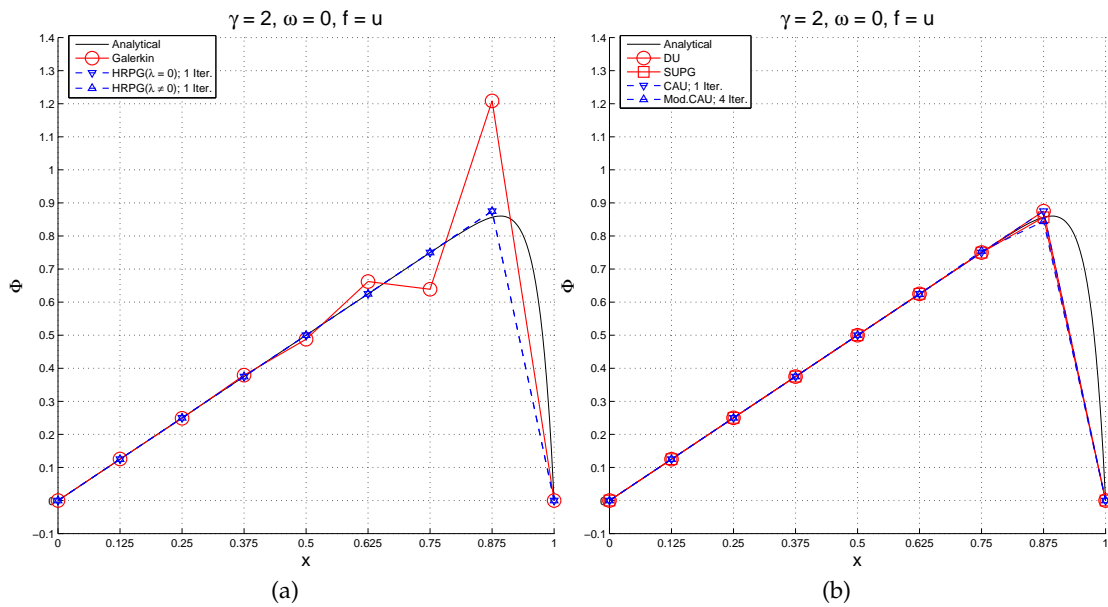 γ = 2, ω = 0, f = u
Analytical
Galerkin
HRPG(λ = 0); 1 Iter.
HRPG(λ ≠ 0); 1 Iter.
1.4
1.3
1.2
1.1
1
0.9
0.8
0.7
0.6
0.5
0.4
0.3
0.2
0.1
0
−0.1
Φ
0 0.125 0.25 0.375 0.5 0.625 0.75 0.875 1
x
(a)
γ = 2, ω = 0, f = u
Analytical
DU
SUPG
CAU; 1 Iter.
Mod.CAU; 4 Iter.
1.4
1.3
1.2
1.1
1
0.9
0.8
0.7
0.6
0.5
0.4
0.3
0.2
0.1
0
−0.1
Φ
0 0.125 0.25 0.375 0.5 0.625 0.75 0.875 1
x
(b)